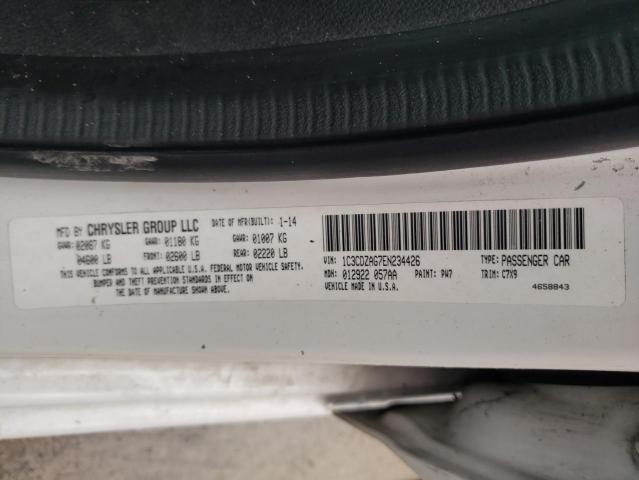 MFD BY CHRYSLER GROUP LLC DATE OF MFR(BUILT): 1-14
GVWR: 02087 KG GAWR: 01180 KG GAWR: 01007 KG
04600 LB FRONT: 02600 LB REAR: 02220 LB
THIS VEHICLE CONFORMS TO ALL APPLICABLE U.S.A. FEDERAL MOTOR VEHICLE SAFETY,
BUMPER AND THEFT PREVENTION STANDARDS IN EFFECT ON
THE DATE OF MANUFACTURE SHOWN ABOVE.
VIN: 1C3CDZAG7EN234426 TYPE: PASSENGER CAR
MDH: 012922 057AA PAINT: PW7 TRIM: C7X9
VEHICLE MADE IN U.S.A. 4658843